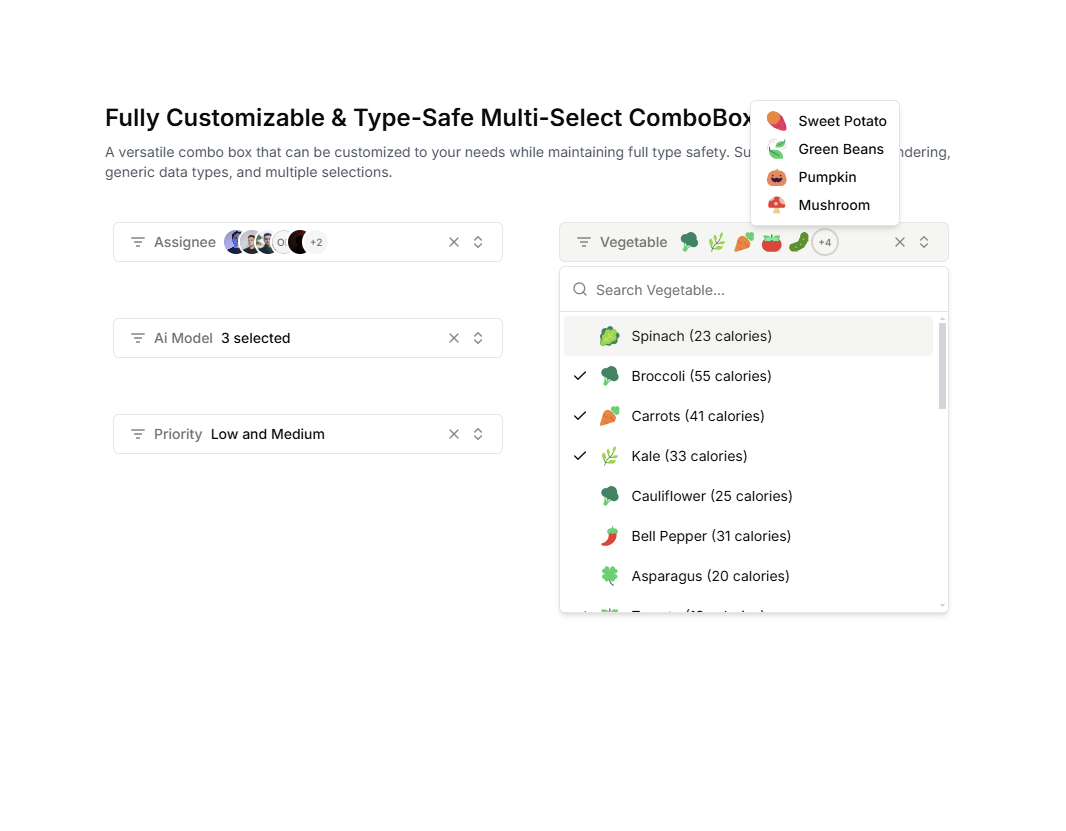 Fully Customizable & Type-Safe Multi-Select ComboBox
A versatile combo box that can be customized to your needs while maintaining full type safety. Su ndering,
generic data types, and multiple selections.
Sweet Potato
Green Beans
Pumpkin
Mushroom
Assignee +2
Vegetable +4
Search Vegetable...
Ai Model 3 selected
Priority Low and Medium
Spinach (23 calories)
Broccoli (55 calories)
Carrots (41 calories)
Kale (33 calories)
Cauliflower (25 calories)
Bell Pepper (31 calories)
Asparagus (20 calories)